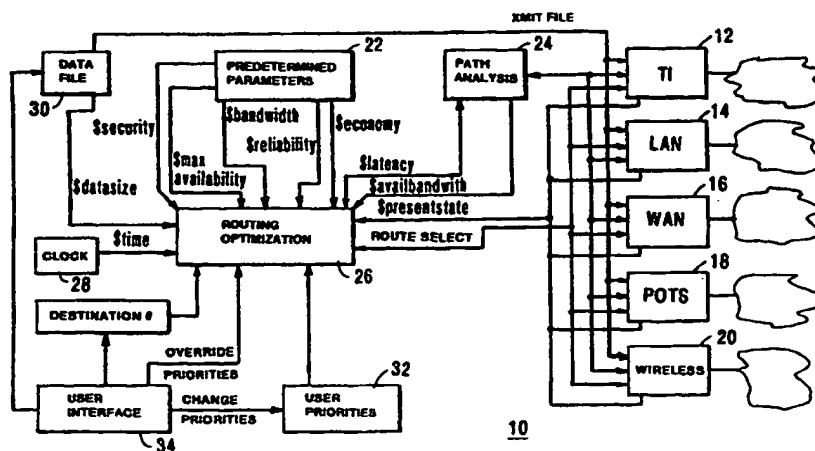 XMIT FILE
DATA FILE
30
PREDETERMINED PARAMETERS
22
PATH ANALYSIS
24
TI
12
$security
$bandwidth
$reliability
$economy
$max availability
$latency
$availbandwith
$presentstate
$datasize
LAN
14
ROUTING OPTIMIZATION
26
ROUTE SELECT
WAN
16
CLOCK
28
$time
POTS
18
DESTINATION #
OVERRIDE PRIORITIES
WIRELESS
20
USER INTERFACE
34
CHANGE PRIORITIES
USER PRIORITIES
32
10